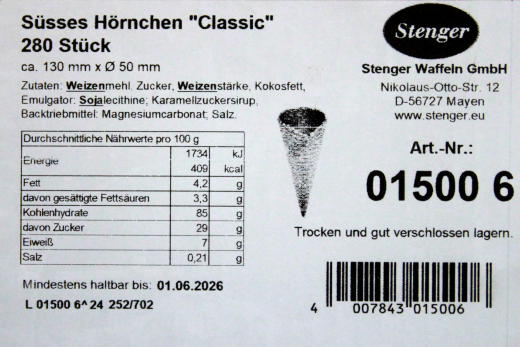 Süsses Hörnchen "Classic"
280 Stück
ca. 130 mm x Ø 50 mm
Zutaten: Weizenmehl, Zucker, Weizenstärke, Kokosfett,
Emulgator: Sojalecithine; Karamellzuckersirup,
Backtriebmittel: Magnesiumcarbonat; Salz.
Durchschnittliche Nährwerte pro 100 g
Energie 1734 kJ
409 kcal
Fett 4,2 g
davon gesättigte Fettsäuren 3,3 g
Kohlenhydrate 85 g
davon Zucker 29 g
Eiweiß 7 g
Salz 0,21 g
Mindestens haltbar bis: 01.06.2026
L 01500 6^ 24 252/702
Stenger
Stenger Waffeln GmbH
Nikolaus-Otto-Str. 12
D-56727 Mayen
www.stenger.eu
Art.-Nr.:
01500 6
Trocken und gut verschlossen lagern.
4 007843 015006